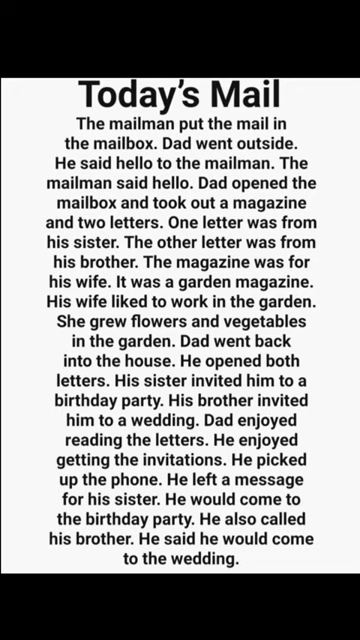 Today's Mail
The mailman put the mail in
the mailbox. Dad went outside.
He said hello to the mailman. The
mailman said hello. Dad opened the
mailbox and took out a magazine
and two letters. One letter was from
his sister. The other letter was from
his brother. The magazine was for
his wife. It was a garden magazine.
His wife liked to work in the garden.
She grew flowers and vegetables
in the garden. Dad went back
into the house. He opened both
letters. His sister invited him to a
birthday party. His brother invited
him to a wedding. Dad enjoyed
reading the letters. He enjoyed
getting the invitations. He picked
up the phone. He left a message
for his sister. He would come to
the birthday party. He also called
his brother. He said he would come
to the wedding.